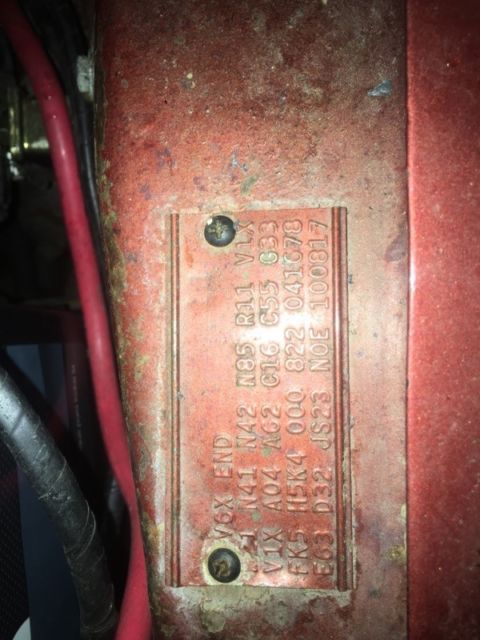 V6X END
N41 N42 N85 R11 V1X
V1X A04 A62 C16 C55 G33
FK5 H5K4 000 822 041678
E63 D32 JS23 N0E 100817